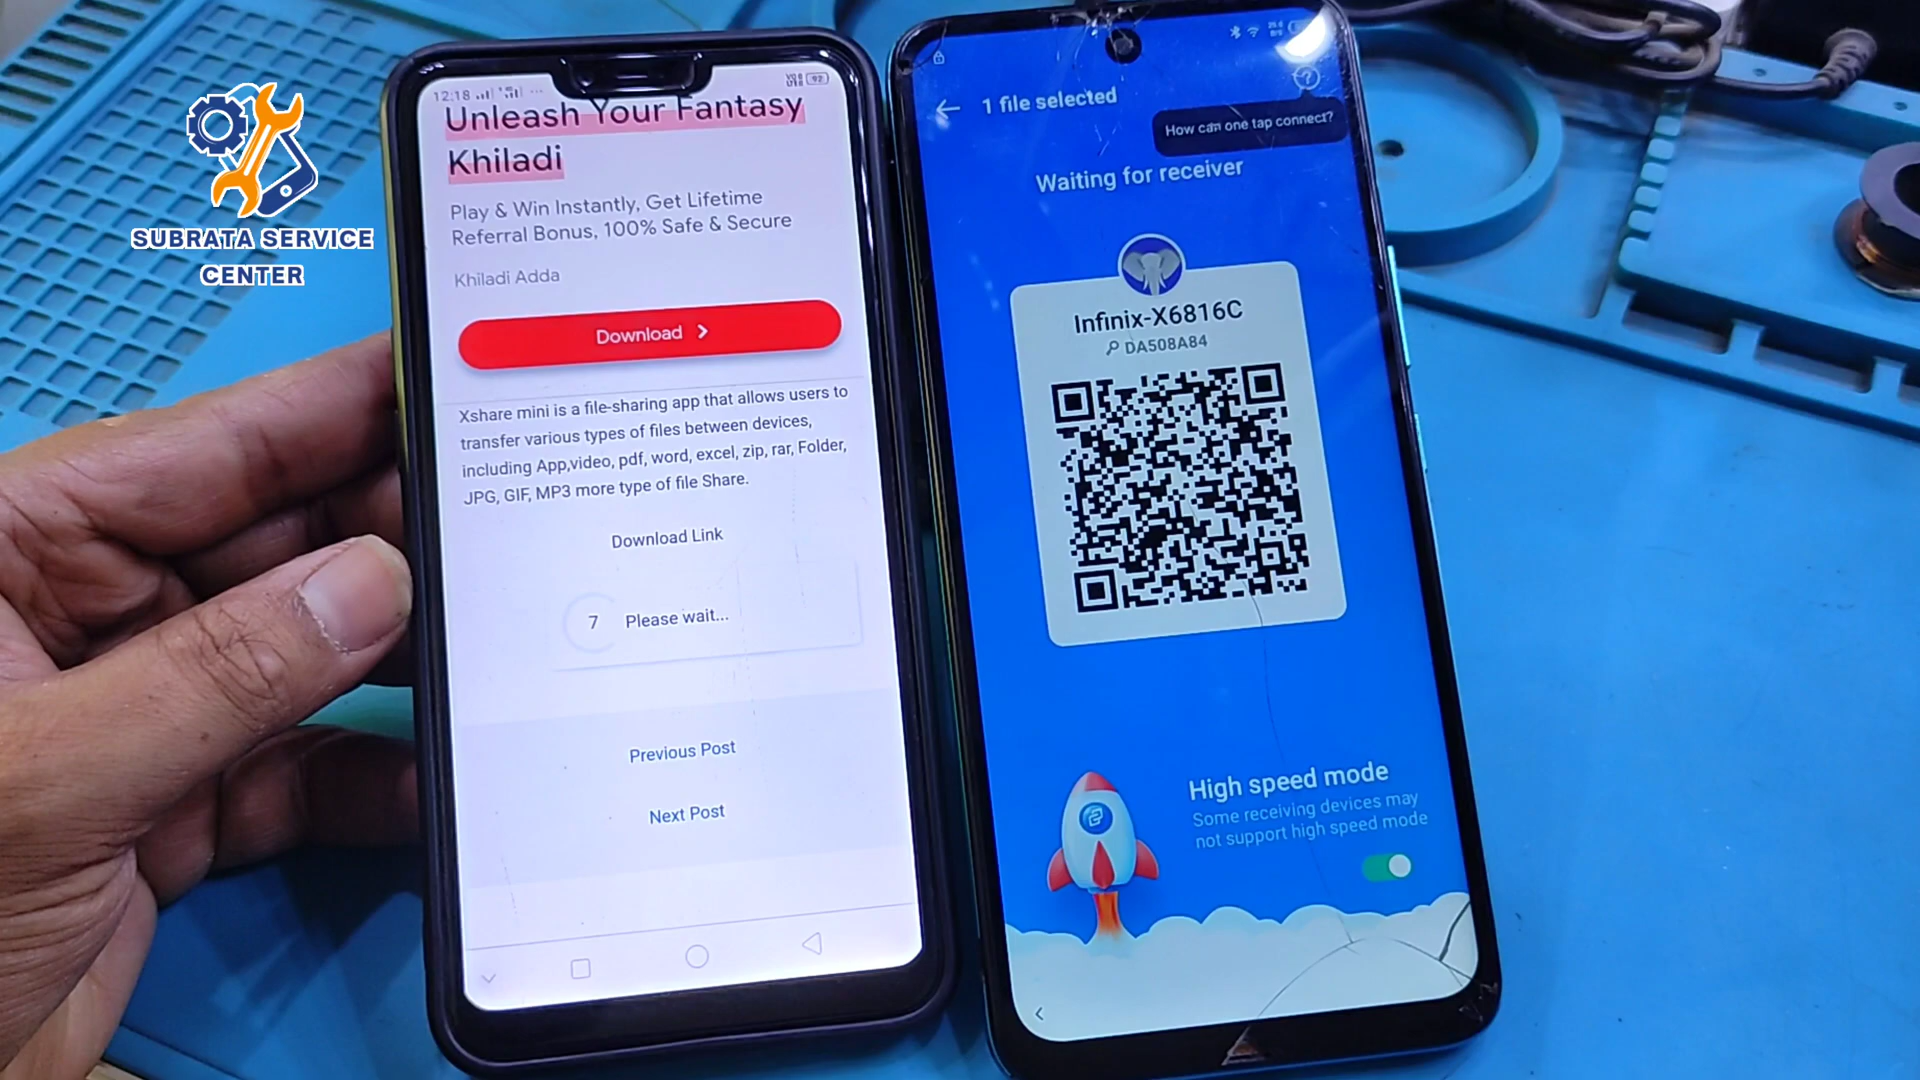 SUBRATA SERVICE
CENTER
12:18
92
Unleash Your Fantasy
Khiladi
Play & Win Instantly, Get Lifetime
Referral Bonus, 100% Safe & Secure
Khiladi Adda
Download
Xshare mini is a file-sharing app that allows users to
transfer various types of files between devices,
including App,video, pdf, word, excel, zip, rar, Folder,
JPG, GIF, MP3 more type of file Share.
Download Link
7 Please wait...
Previous Post
Next Post
1 file selected
How can one tap connect?
Waiting for receiver
Infinix-X6816C
DA508A84
High speed mode
Some receiving devices may
not support high speed mode